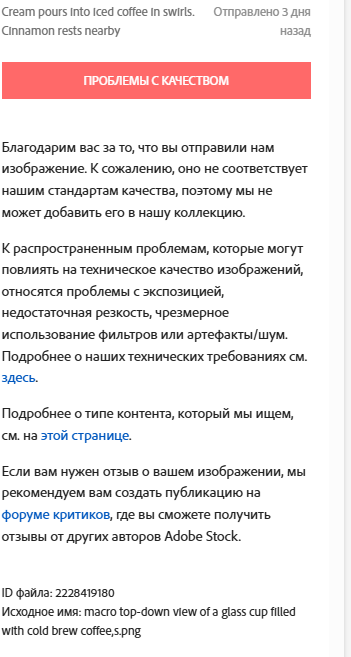 Cream pours into iced coffee in swirls. Отправлено 3 дня
Cinnamon rests nearby назад
ПРОБЛЕМЫ С КАЧЕСТВОМ
Благодарим вас за то, что вы отправили нам
изображение. К сожалению, оно не соответствует
нашим стандартам качества, поэтому мы не
можем добавить его в нашу коллекцию.
К распространенным проблемам, которые могут
повлиять на техническое качество изображений,
относятся проблемы с экспозицией,
недостаточная резкость, чрезмерное
использование фильтров или артефакты/шум.
Подробнее о наших технических требованиях см.
здесь.
Подробнее о типе контента, который мы ищем,
см. на этой странице.
Если вам нужен отзыв о вашем изображении, мы
рекомендуем вам создать публикацию на
форуме критиков, где вы сможете получить
отзывы от других авторов Adobe Stock.
ID файла: 2228419180
Исходное имя: macro top-down view of a glass cup filled
with cold brew coffee,s.png